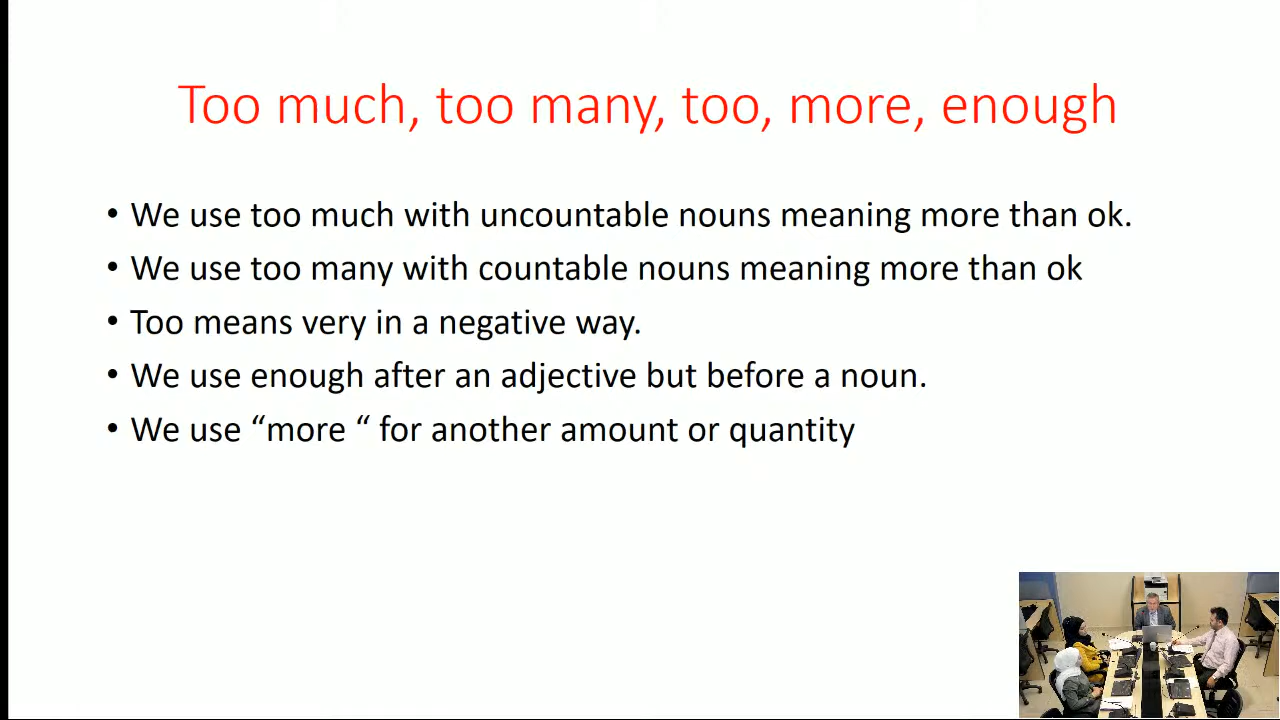 Too much, too many, too, more, enough
• We use too much with uncountable nouns meaning more than ok.
• We use too many with countable nouns meaning more than ok
• Too means very in a negative way.
• We use enough after an adjective but before a noun.
• We use “more “ for another amount or quantity